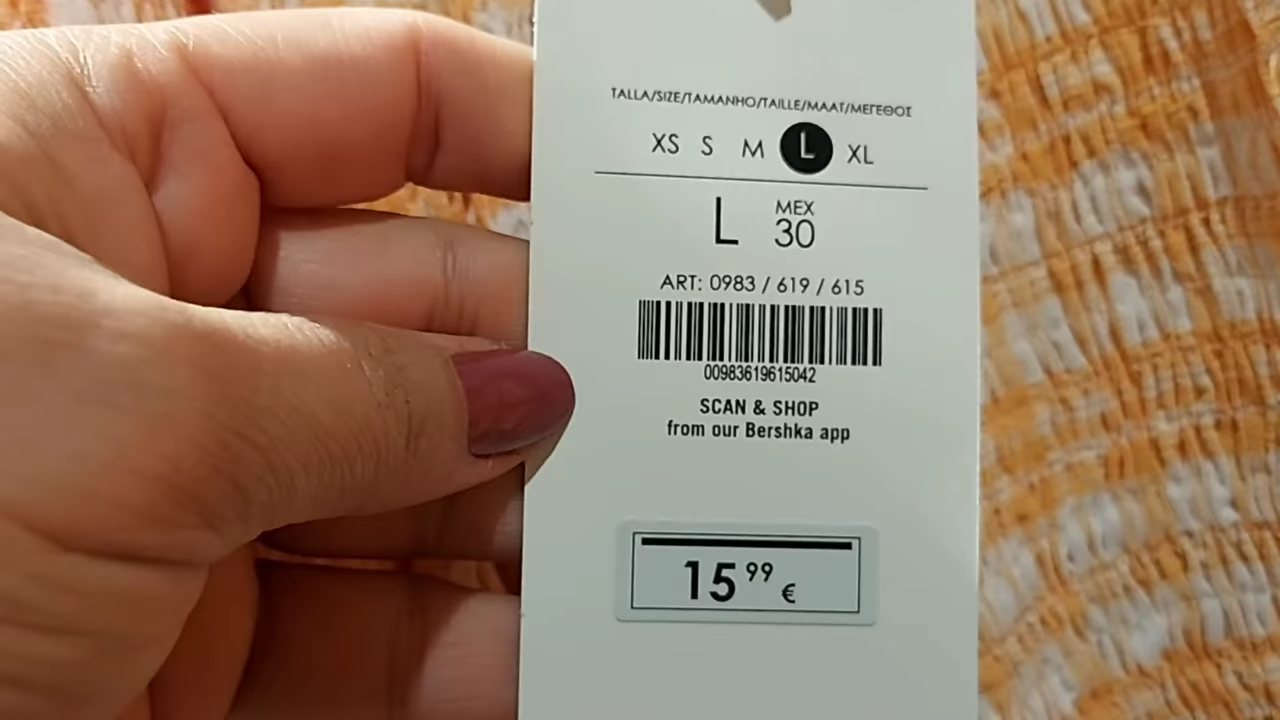 TALLA/SIZE/TAMANHO/TAILLE/MAAT/ΜΕΓΕΘΟΣ
XS S M L XL
L MEX 30
ART: 0983 / 619 / 615
00983619615042
SCAN & SHOP
from our Bershka app
15 99 €